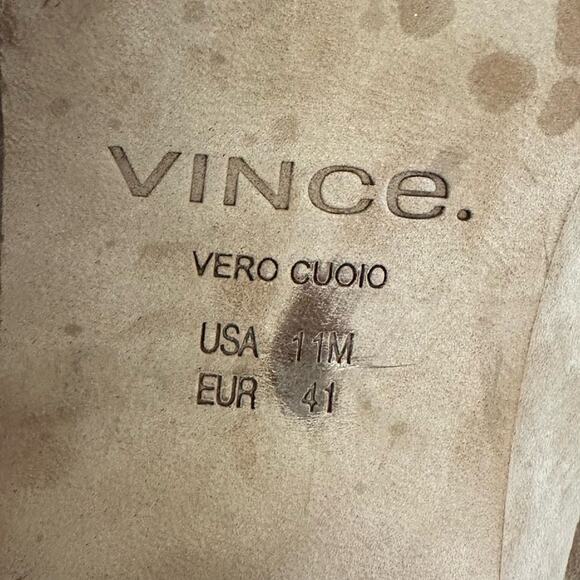 VINCe.
VERO CUOIO
USA 11M
EUR 41